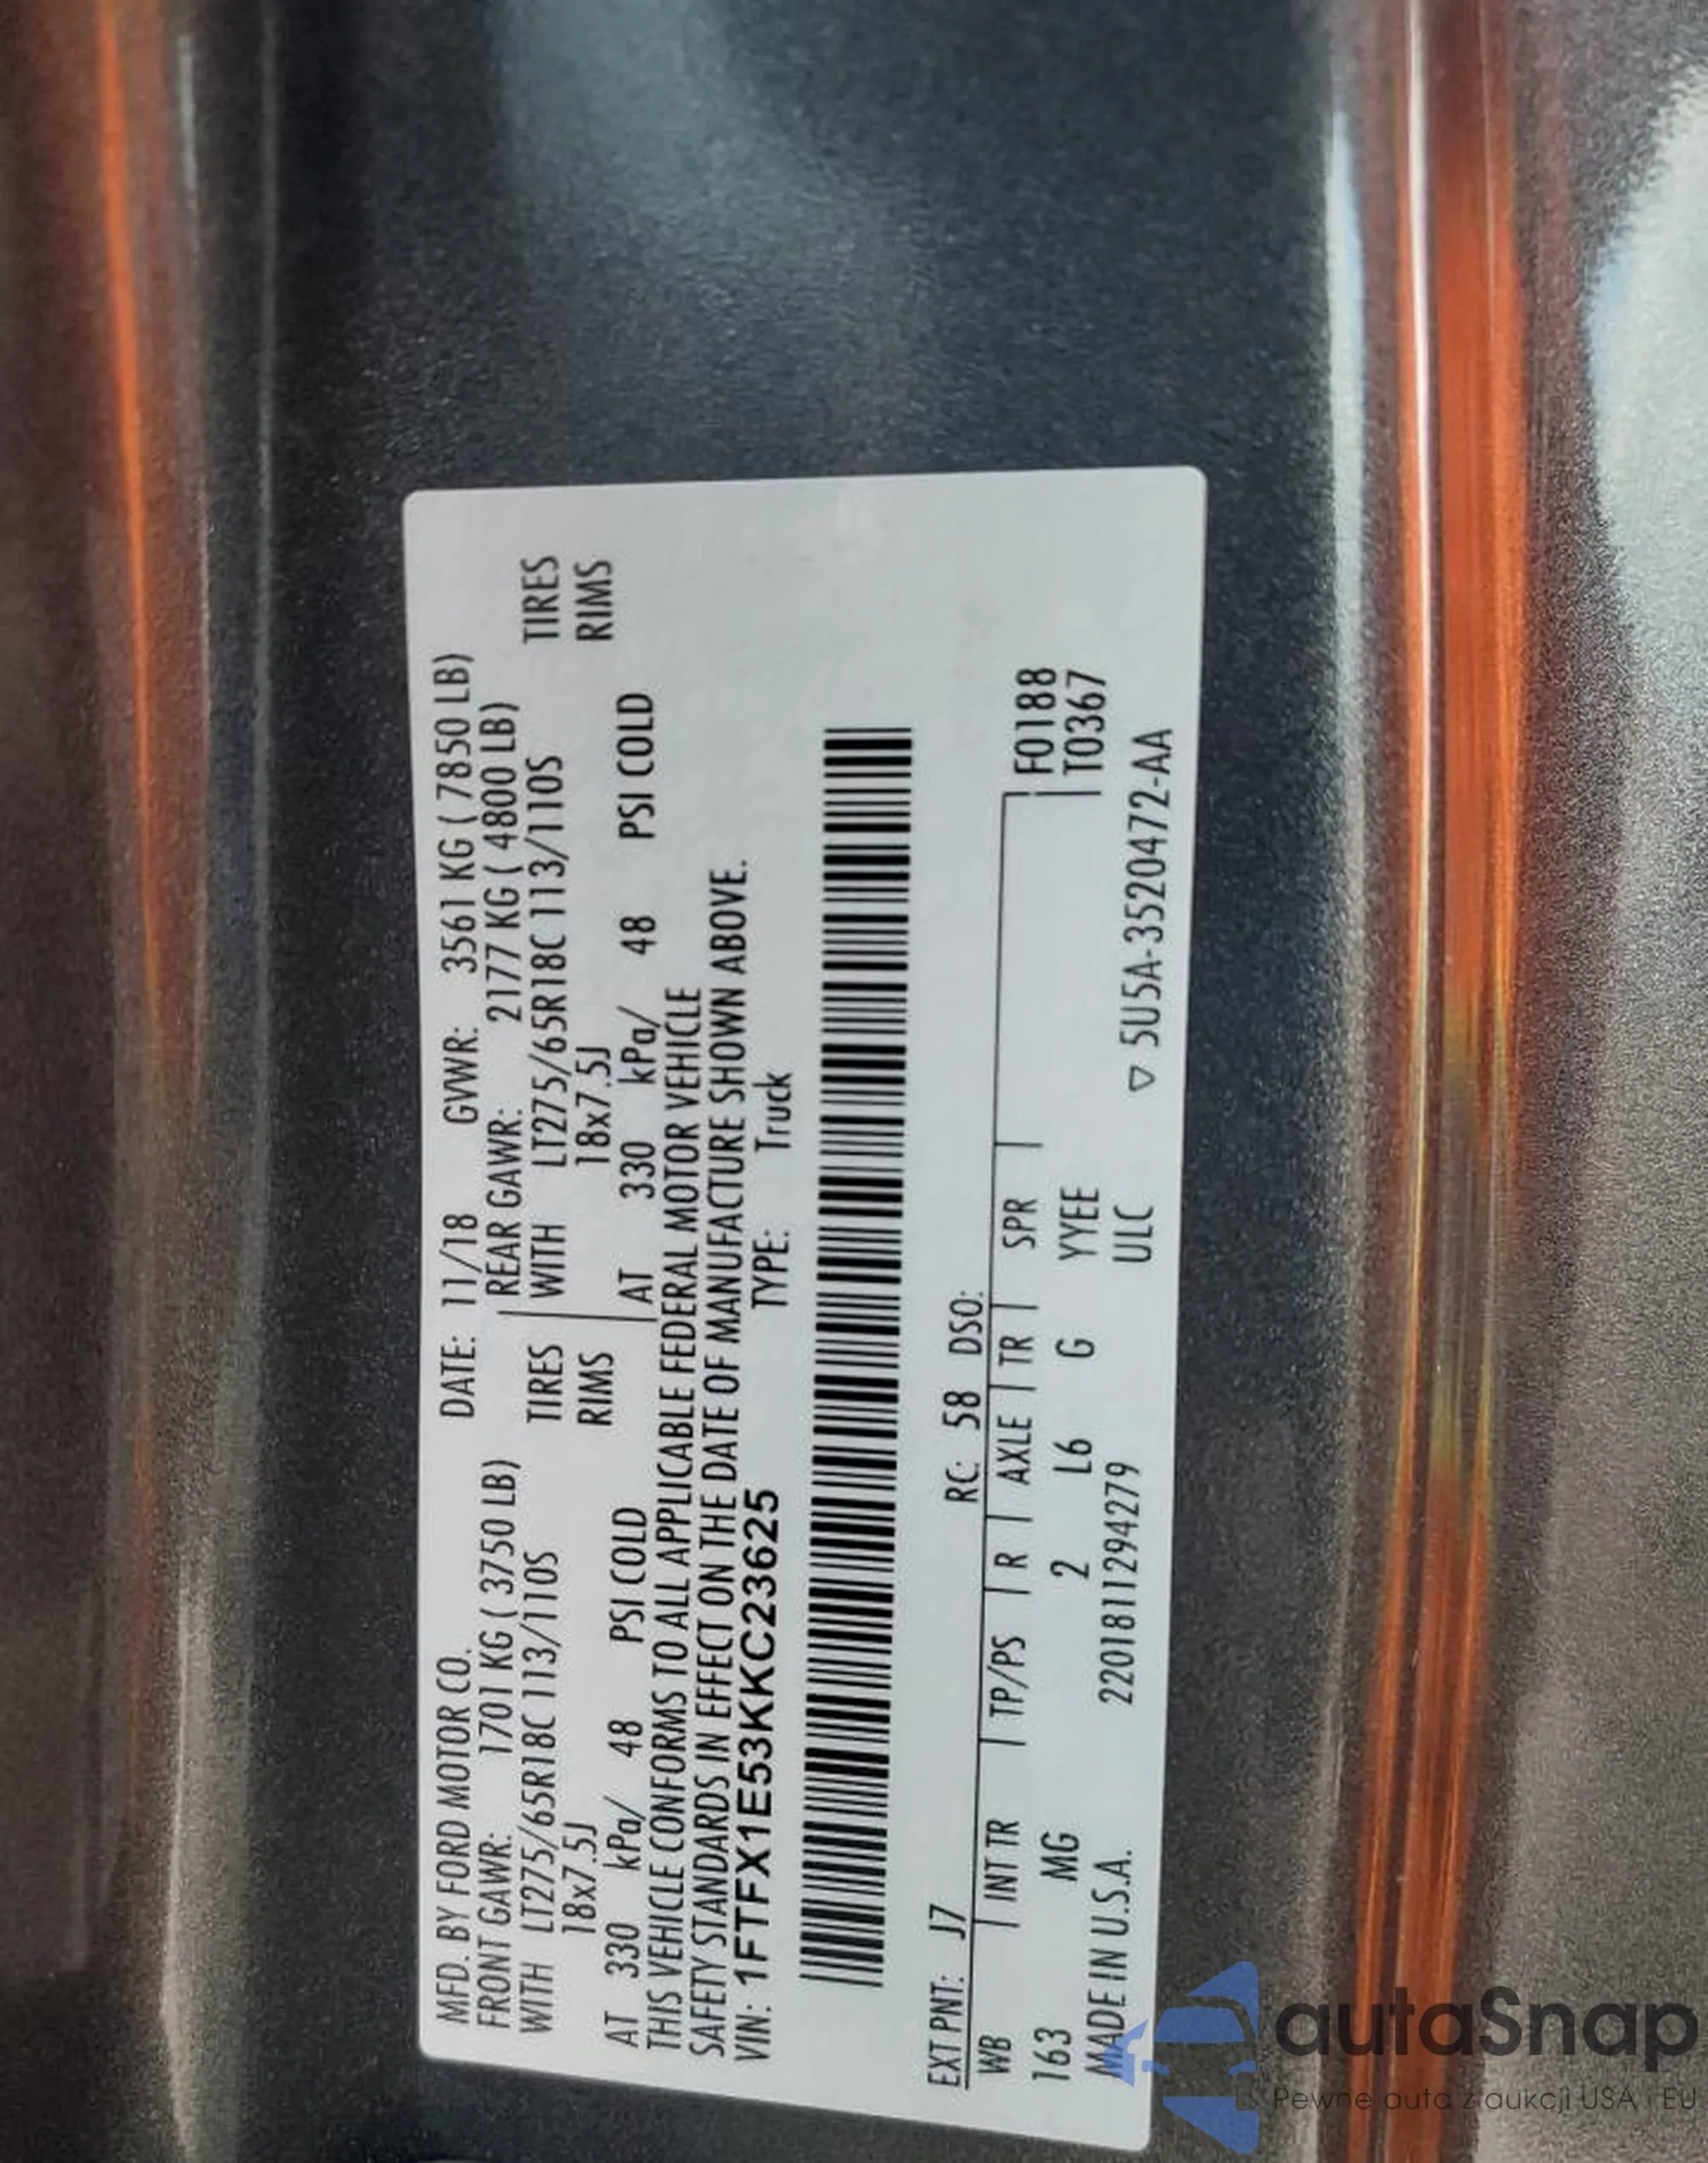 MFD. BY FORD MOTOR CO. DATE: 11/18 GVWR: 3561 KG ( 7850 LB)
FRONT GAWR: 1701 KG ( 3750 LB) REAR GAWR: 2177 KG ( 4800 LB)
WITH LT275/65R18C 113/110S TIRES WITH LT275/65R18C 113/110S TIRES
18x7.5J RIMS 18x7.5J RIMS
AT 330 kPa/ 48 PSI COLD AT 330 kPa/ 48 PSI COLD
THIS VEHICLE CONFORMS TO ALL APPLICABLE FEDERAL MOTOR VEHICLE
SAFETY STANDARDS IN EFFECT ON THE DATE OF MANUFACTURE SHOWN ABOVE.
VIN: 1FTFX1E53KKC23625 TYPE: Truck
EXT PNT: J7 RC: 58 DSO:
WB INT TR TP/PS R AXLE TR SPR F0188
163 MG 2 L6 G YYEE T0367
MADE IN U.S.A. 2201811294279 ULC ▽ 5U5A-3520472-AA
autaSnap
Pewne auta z aukcji USA i EU